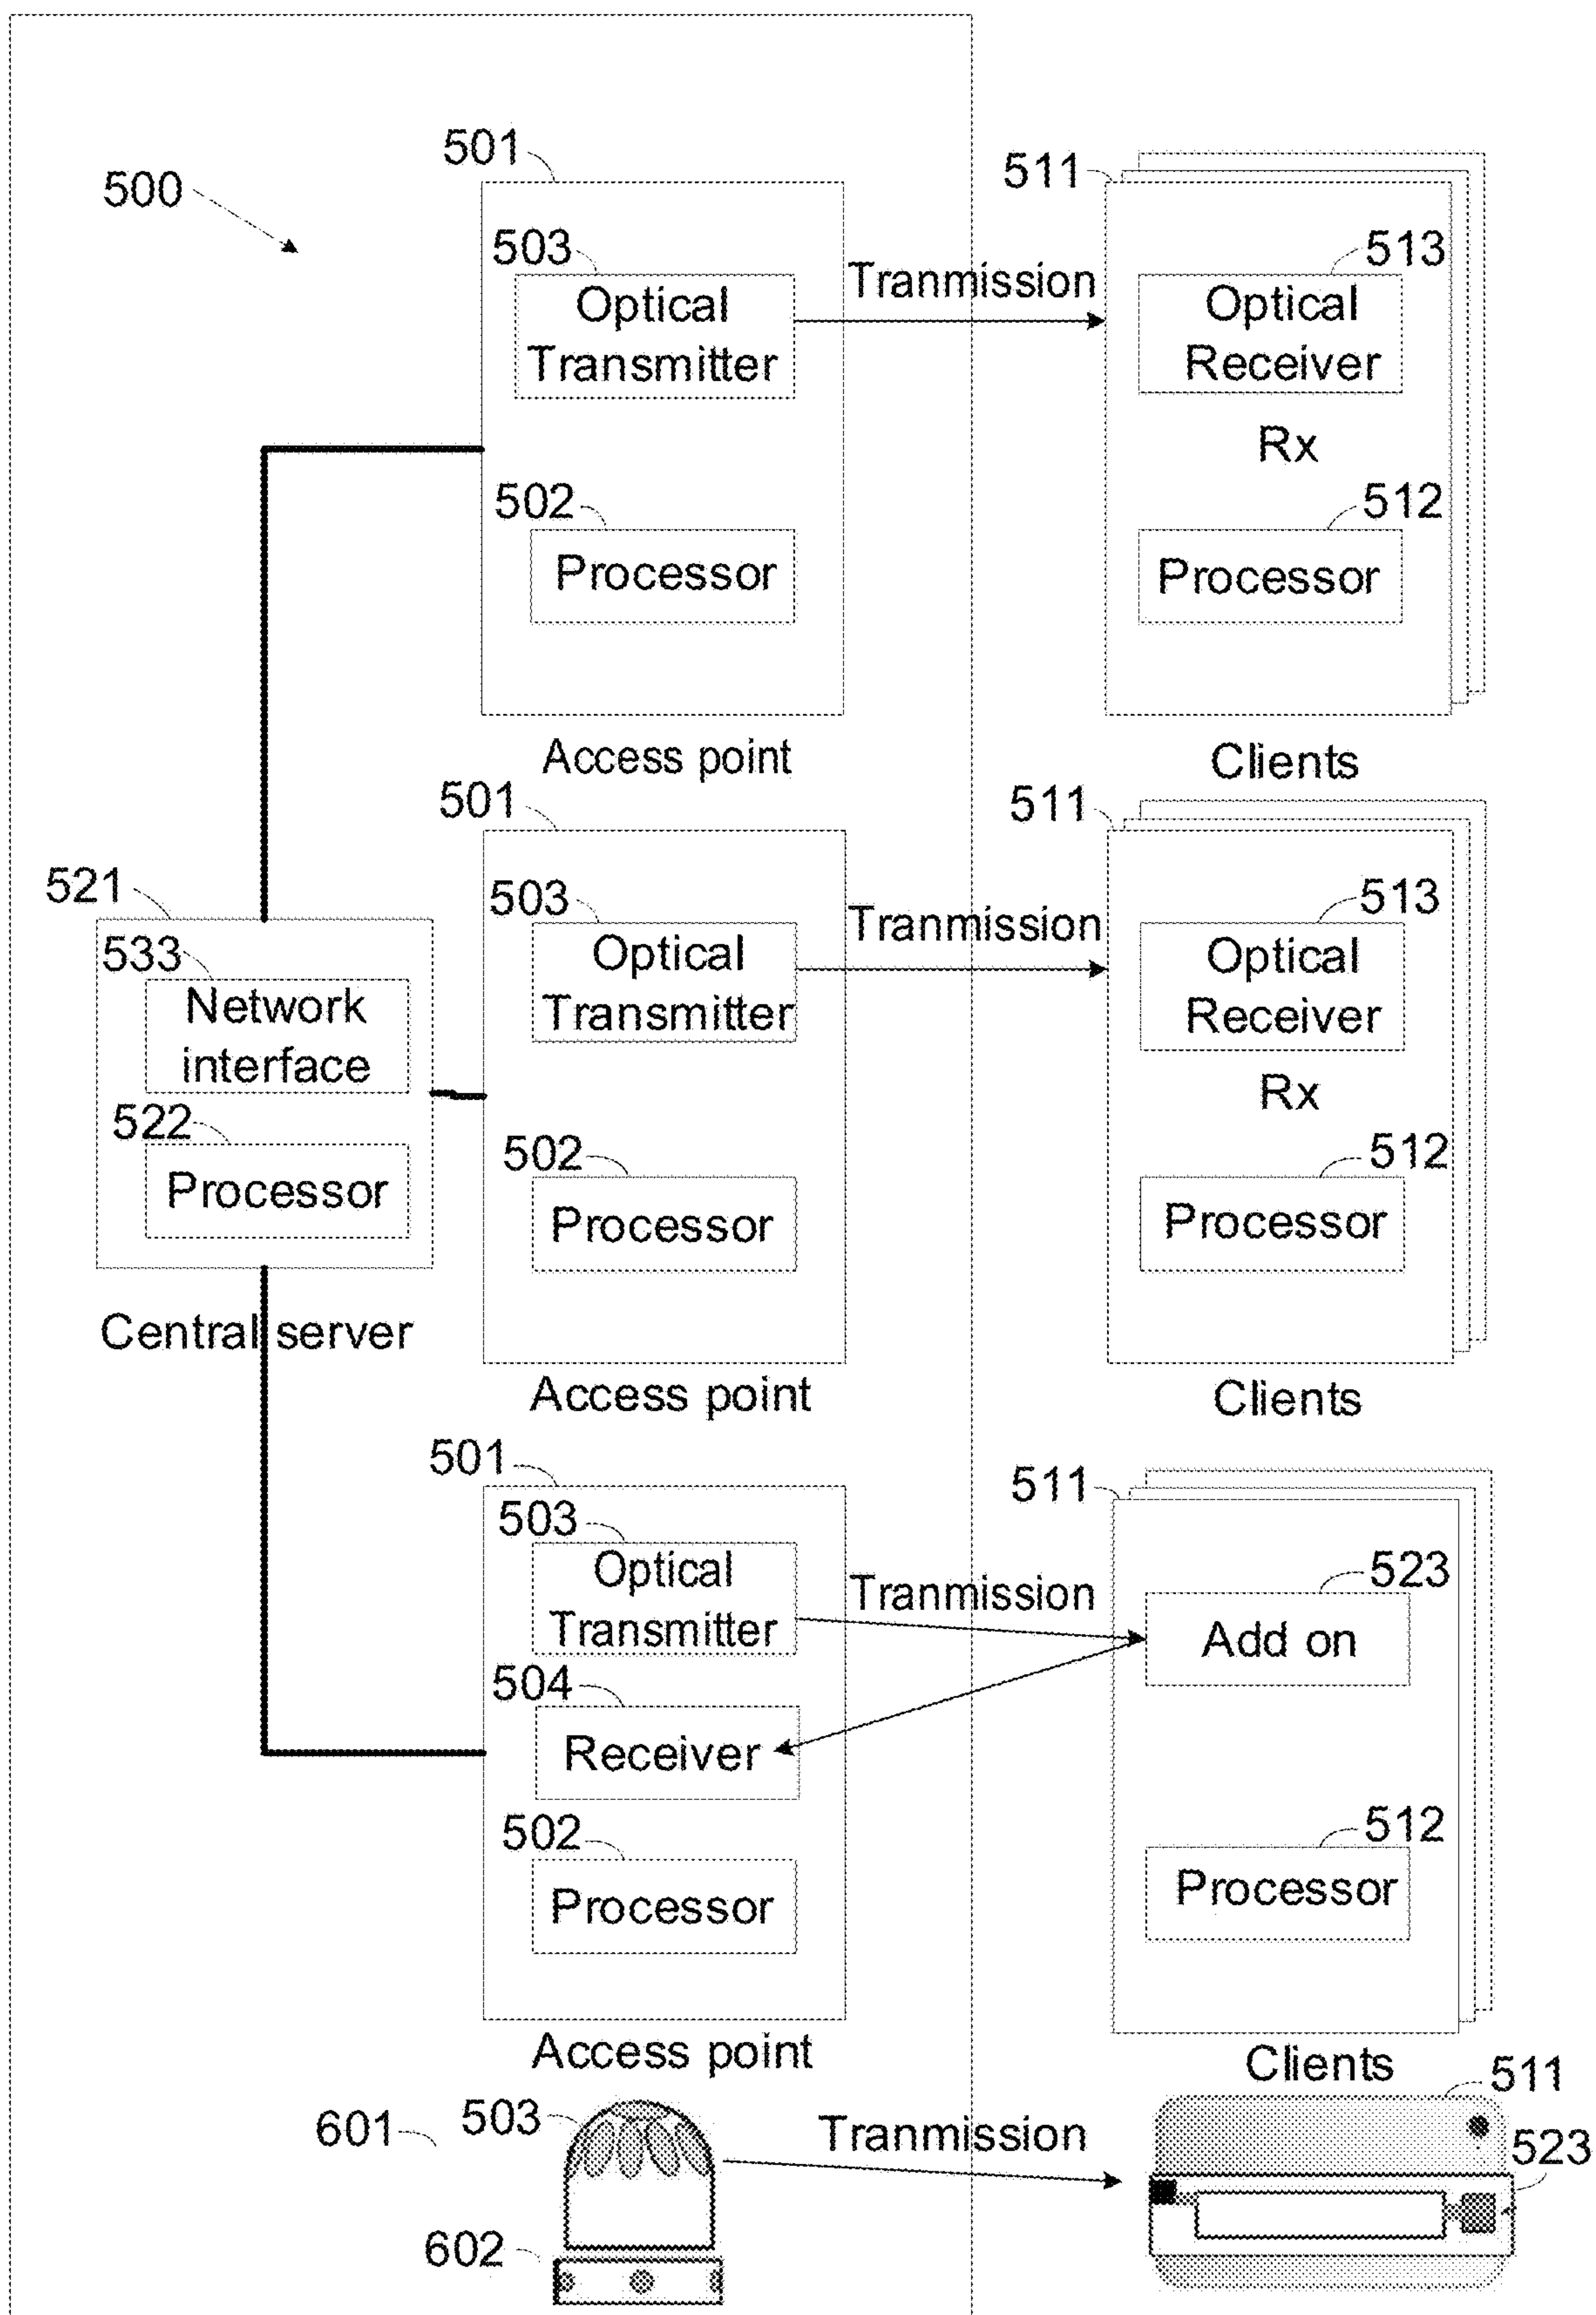 501
511
500
503
513
Tranmission
Optical
Transmitter
Optical
Receiver
Rx
502
512
Processor
Processor
Access point
Clients
501
511
521
503
513
Tranmission
533
Network
interface
Optical
Transmitter
Optical
Receiver
Rx
522
502
512
Processor
Processor
Processor
Central server
Access point
Clients
501
511
503
523
Optical
Transmitter
Tranmission
Add on
504
Receiver
502
512
Processor
Processor
Access point
Clients
511
601
503
Tranmission
523
602